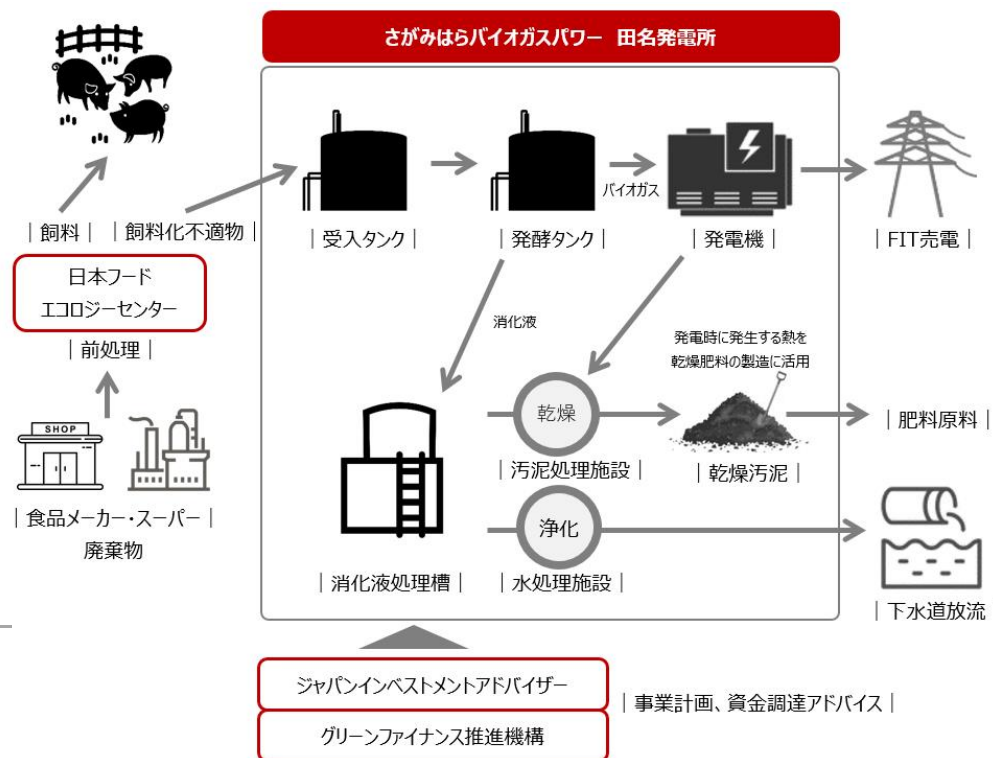 さがみはらバイオガスパワー 田名発電所
｜飼料｜
｜飼料化不適物｜
｜受入タンク｜
｜発酵タンク｜
バイオガス
｜発電機｜
｜FIT売電｜
日本フード
エコロジーセンター
｜前処理｜
SHOP
｜食品メーカー・スーパー｜
廃棄物
消化液
発電時に発生する熱を
乾燥肥料の製造に活用
乾燥
｜汚泥処理施設｜
｜乾燥汚泥｜
｜肥料原料｜
浄化
｜消化液処理槽｜
｜水処理施設｜
｜下水道放流
ジャパンインベストメントアドバイザー
グリーンファイナンス推進機構
｜事業計画、資金調達アドバイス｜